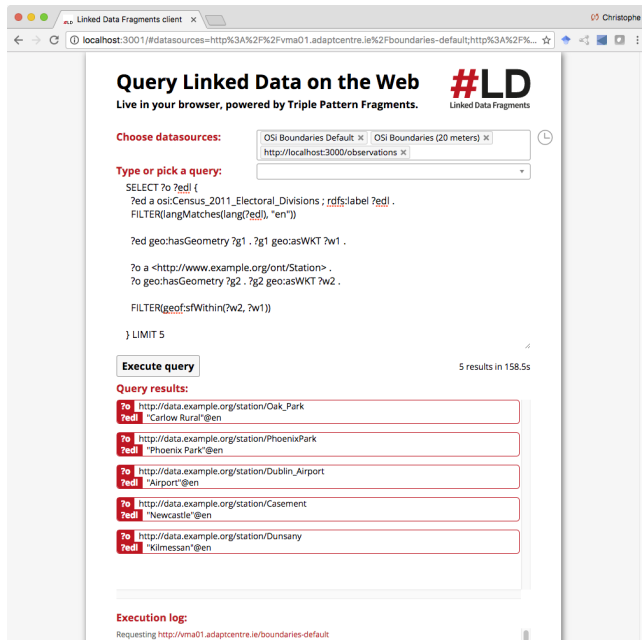 Linked Data Fragments client
Christophe
localhost:3001/#datasources=http%3A%2F%2Fvma01.adaptcentre.ie%2Fboundaries-default;http%3A%2F%...
Query Linked Data on the Web
Live in your browser, powered by Triple Pattern Fragments.
#LD
Linked Data Fragments
Choose datasources:
OSi Boundaries Default × OSi Boundaries (20 meters) ×
http://localhost:3000/observations ×
Type or pick a query:
SELECT ?o ?edl {
?ed a osi:Census_2011_Electoral_Divisions ; rdfs:label ?edl .
FILTER(langMatches(lang(?edl), "en"))
?ed geo:hasGeometry ?g1 . ?g1 geo:asWKT ?w1 .
?o a <http://www.example.org/ont/Station> .
?o geo:hasGeometry ?g2 . ?g2 geo:asWKT ?w2 .
FILTER(geof:sfWithin(?w2, ?w1))
} LIMIT 5
Execute query
5 results in 158.5s
Query results:
?o http://data.example.org/station/Oak_Park
?edl "Carlow Rural"@en
?o http://data.example.org/station/PhoenixPark
?edl "Phoenix Park"@en
?o http://data.example.org/station/Dublin_Airport
?edl "Airport"@en
?o http://data.example.org/station/Casement
?edl "Newcastle"@en
?o http://data.example.org/station/Dunsany
?edl "Kilmessan"@en
Execution log:
Requesting http://vma01.adaptcentre.ie/boundaries-default